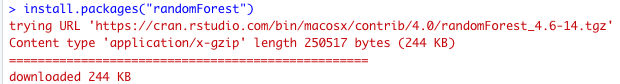 > install.packages("randomForest")
trying URL 'https://cran.rstudio.com/bin/macosx/contrib/4.0/randomForest_4.6-14.tgz'
Content type 'application/x-gzip' length 250517 bytes (244 KB)
==================================================
downloaded 244 KB